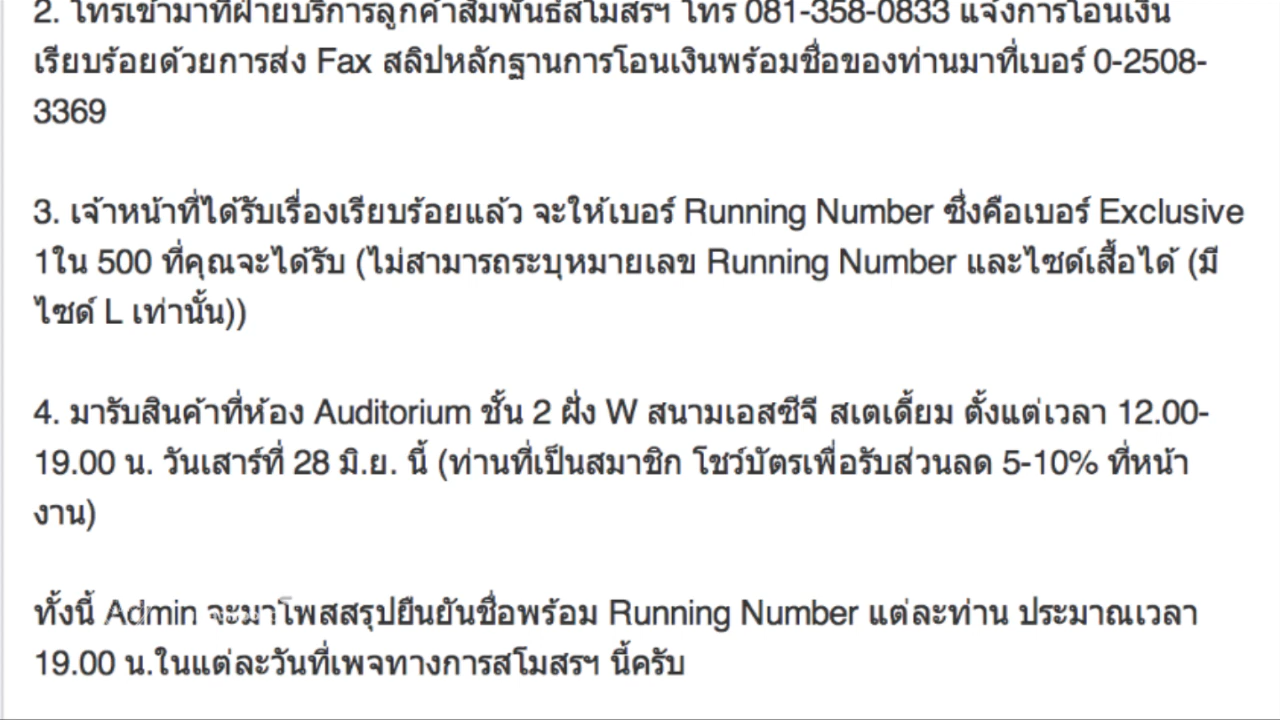 2. โทรเข้ามาที่ฝ่ายบริการลูกค้าสัมพันธ์สโมสรฯ โทร 081-358-0833 แจ้งการโอนเงิน
เรียบร้อยด้วยการส่ง Fax สลิปหลักฐานการโอนเงินพร้อมชื่อของท่านมาที่เบอร์ 0-2508-
3369
3. เจ้าหน้าที่ได้รับเรื่องเรียบร้อยแล้ว จะให้เบอร์ Running Number ซึ่งคือเบอร์ Exclusive
1ใน 500 ที่คุณจะได้รับ (ไม่สามารถระบุหมายเลข Running Number และไซด์เสื้อได้ (มี
ไซด์ L เท่านั้น))
4. มารับสินค้าที่ห้อง Auditorium ชั้น 2 ฝั่ง W สนามเอสซีจี สเตเดี้ยม ตั้งแต่เวลา 12.00-
19.00 น. วันเสาร์ที่ 28 มิ.ย. นี้ (ท่านที่เป็นสมาชิก โชว์บัตรเพื่อรับส่วนลด 5-10% ที่หน้า
งาน)
ทั้งนี้ Admin จะมาโพสสรุปยืนยันชื่อพร้อม Running Number แต่ละท่าน ประมาณเวลา
19.00 น.ในแต่ละวันที่เพจทางการสโมสรฯ นี้ครับ